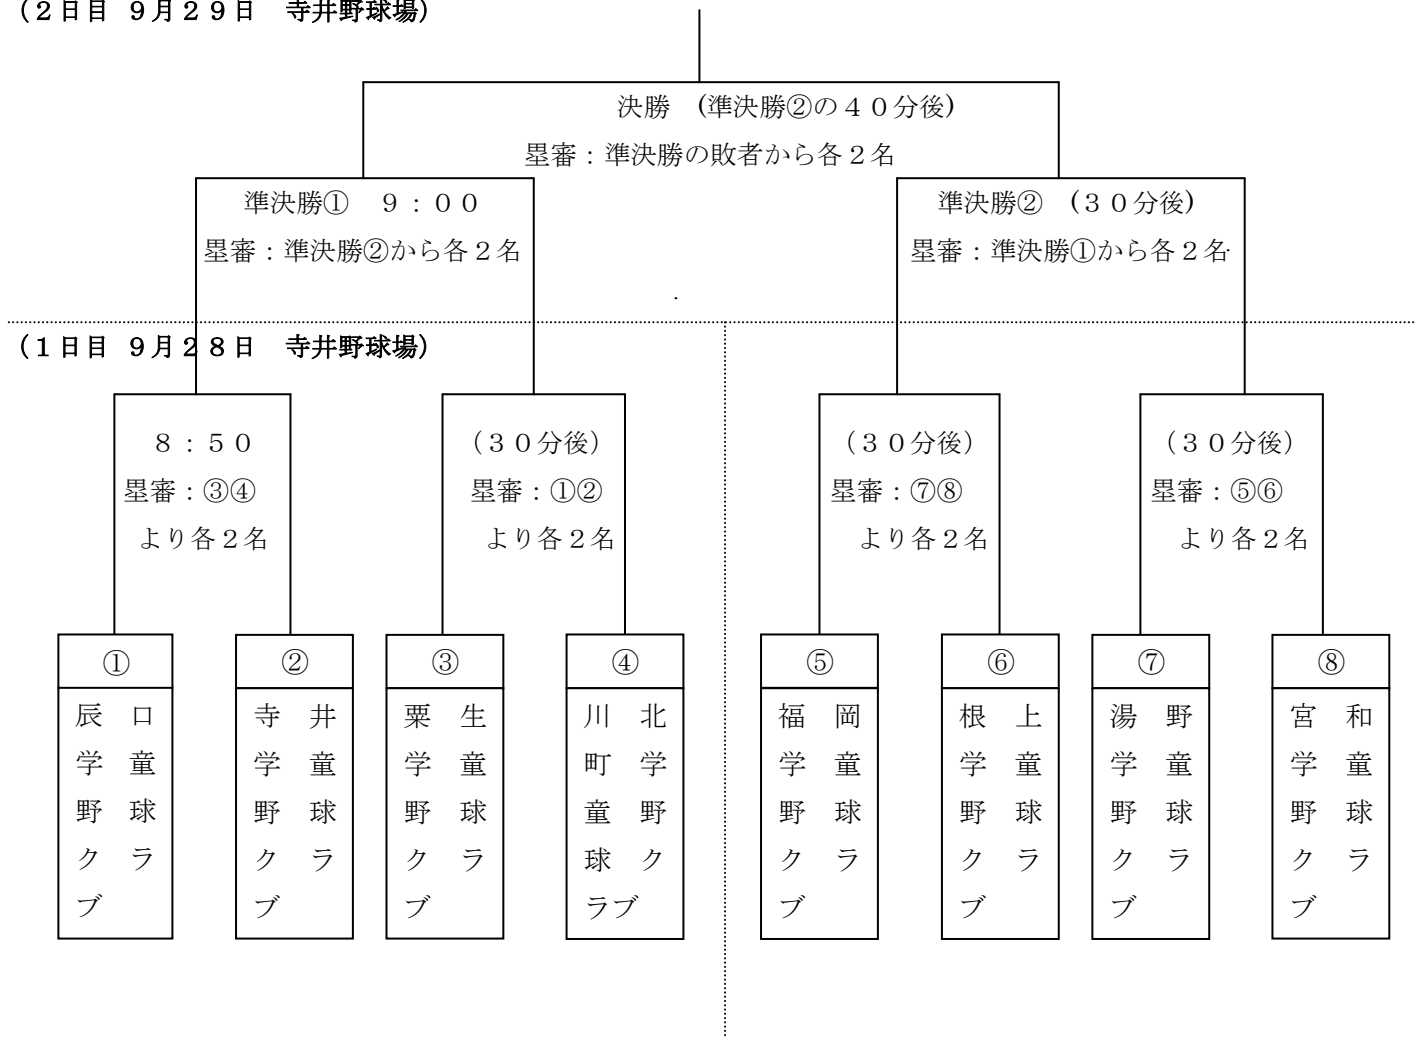 (２日目 ９月２９日　寺井野球場)
決勝　(準決勝②の４０分後)
塁審：準決勝の敗者から各２名
準決勝①　９：００
塁審：準決勝②から各２名
準決勝②　(３０分後)
塁審：準決勝①から各２名
(１日目 ９月２８日　寺井野球場)
８：５０
塁審：③④
より各２名
(３０分後)
塁審：①②
より各２名
(３０分後)
塁審：⑦⑧
より各２名
(３０分後)
塁審：⑤⑥
より各２名
①
辰口
学童
野球
クラ
ブ
②
寺井
学童
野球
クラ
ブ
③
粟生
学童
野球
クラ
ブ
④
川北
町学
童野
球ク
ラブ
⑤
福岡
学童
野球
クラ
ブ
⑥
根上
学童
野球
クラ
ブ
⑦
湯野
学童
野球
クラ
ブ
⑧
宮和
学童
野球
クラ
ブ